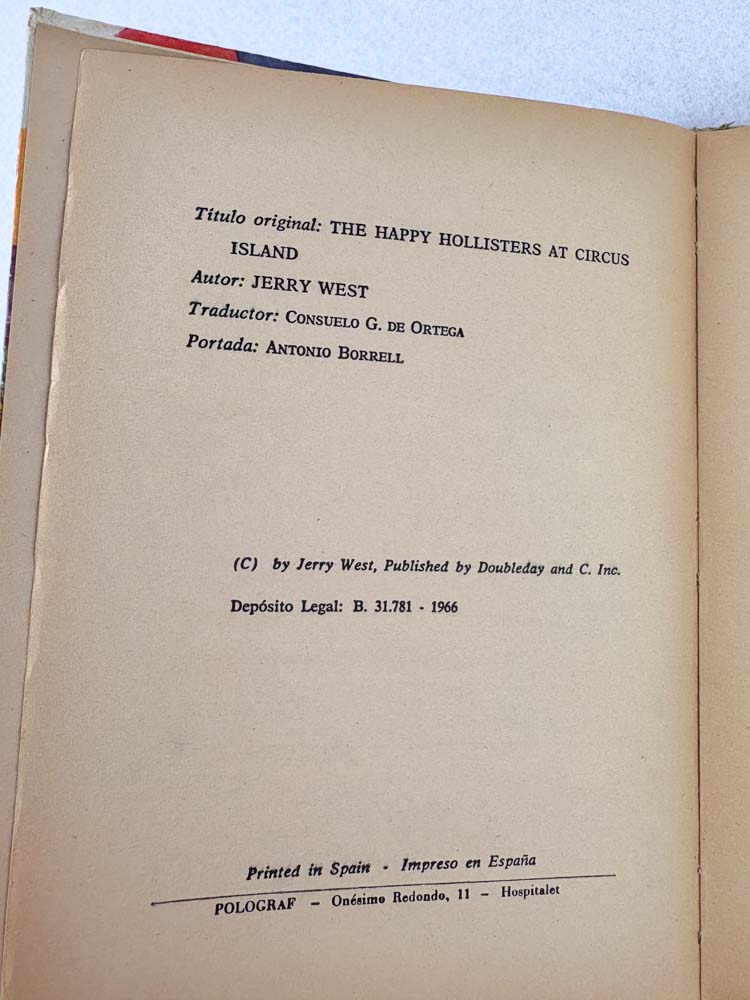 Título original: THE HAPPY HOLLISTERS AT CIRCUS
ISLAND
Autor: JERRY WEST
Traductor: CONSUELO G. DE ORTEGA
Portada: ANTONIO BORRELL
(C) by Jerry West, Published by Doubleday and C. Inc.
Depósito Legal: B. 31.781 - 1966
Printed in Spain - Impreso en España
POLOGRAF — Onésimo Redondo, 11 — Hospitalet